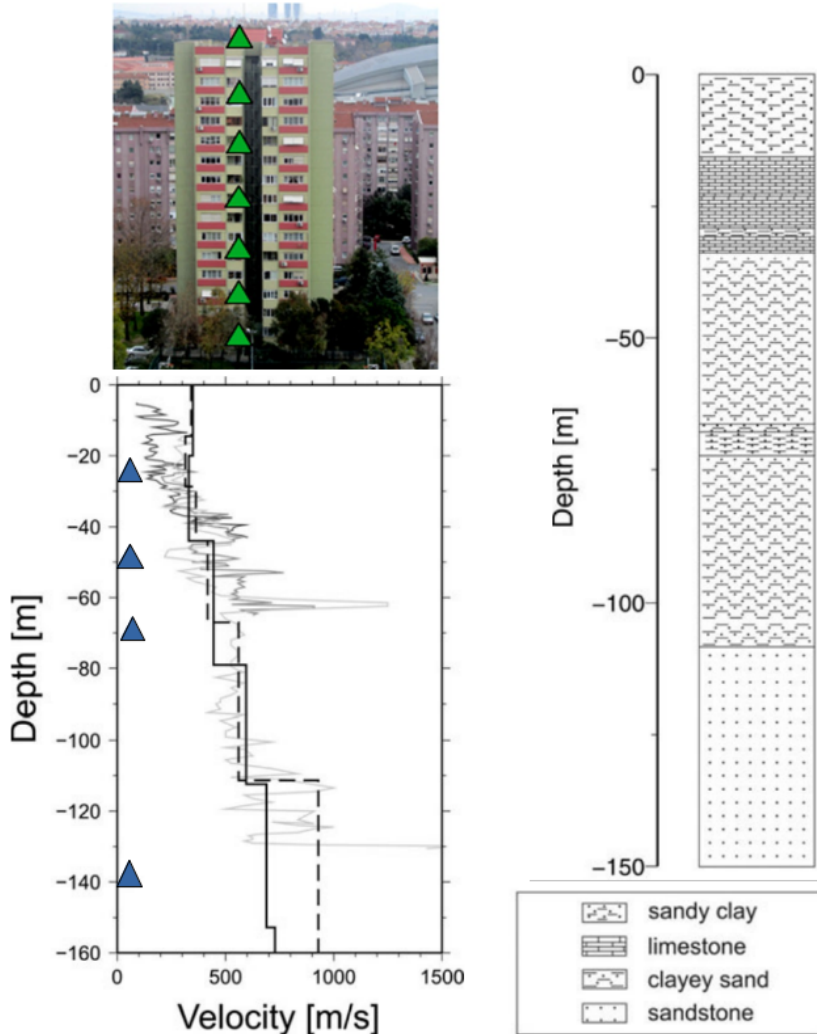 0
−20
−40
−60
−80
−100
−120
−140
−160
Depth [m]
0
500
1000
1500
Velocity [m/s]
0
−50
−100
−150
Depth [m]
sandy clay
limestone
clayey sand
sandstone